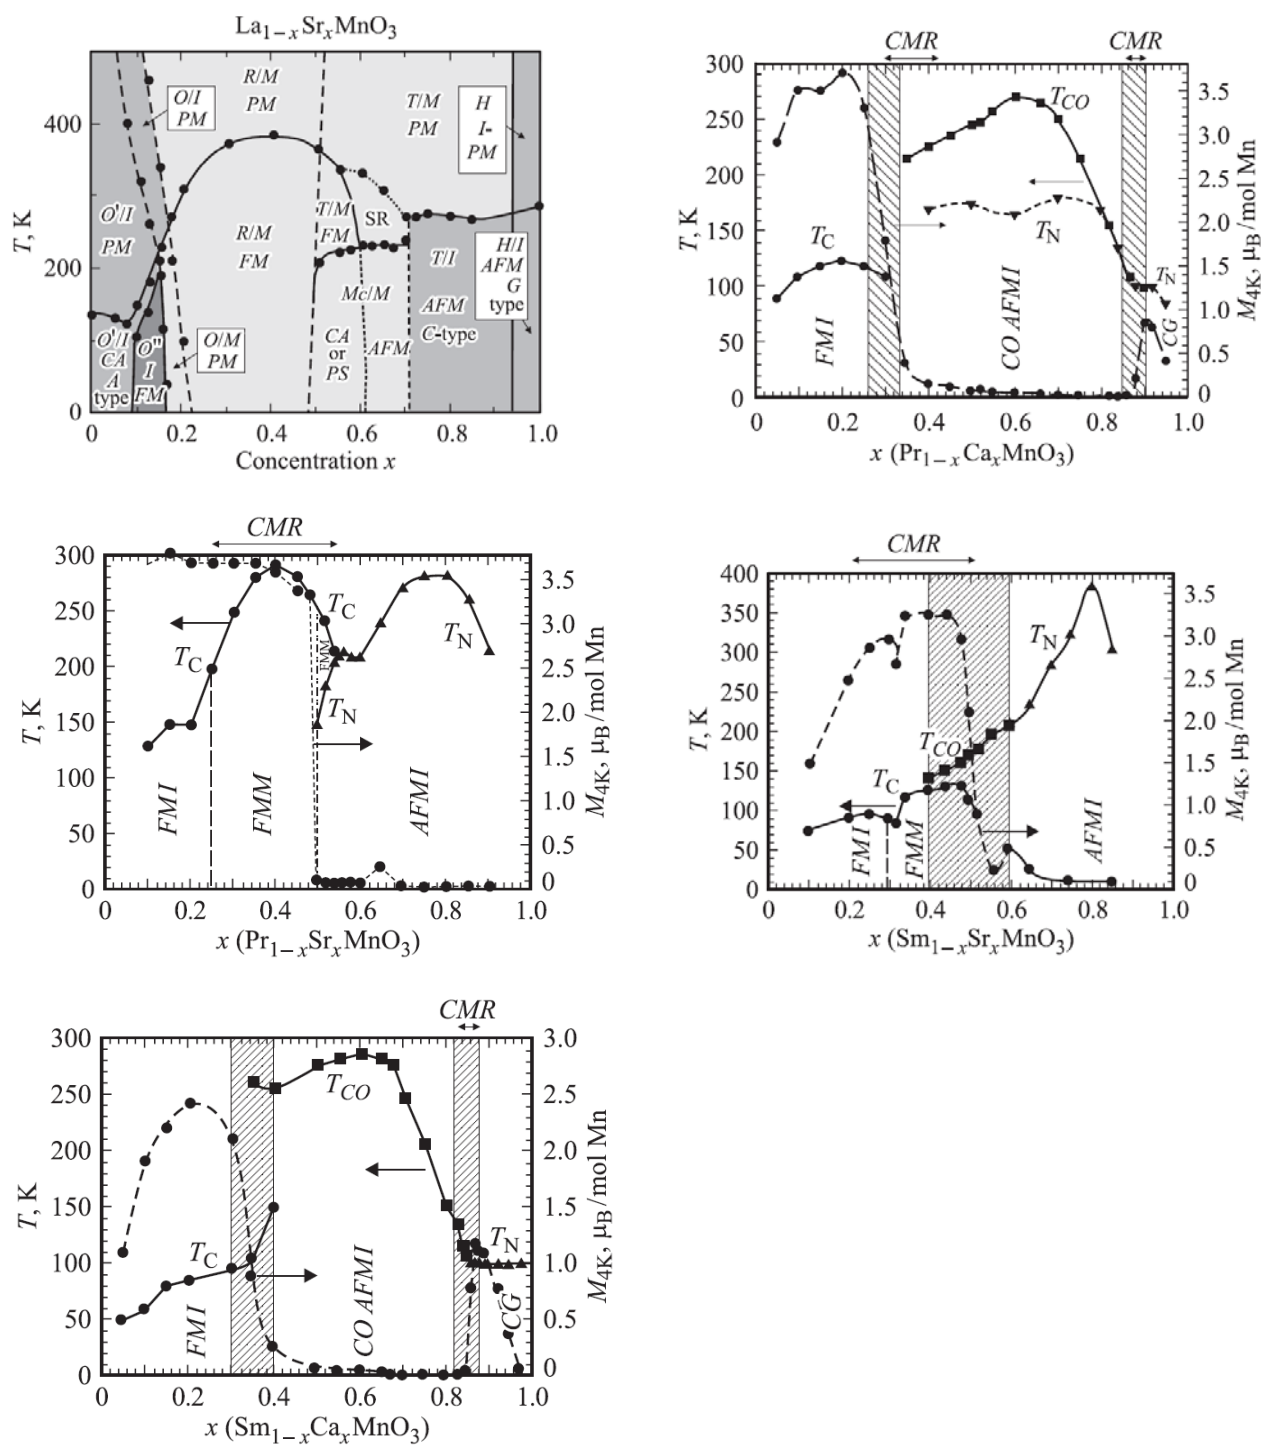 La1−xSrxMnO3
T, K
400
200
0
O/I
PM
R/M
PM
T/M
PM
H
I-
PM
O'/I
PM
R/M
FM
T/M
FM
SR
T/I
H/I
AFM
G
type
Mc/M
AFM
C-type
O'/I
CA
A
type
O"
I
FM
O/M
PM
CA
or
PS
AFM
0 0.2 0.4 0.6 0.8 1.0
Concentration x
CMR CMR
300
250
200
150
100
50
0
T, K
TC
TCO
TN
TN
FMI
CO AFMI
CG
3.5
3.0
2.5
2.0
1.5
1.0
0.5
0
M4K, μB/mol Mn
0 0.2 0.4 0.6 0.8 1.0
x (Pr1−xCaxMnO3)
CMR
300
250
200
150
100
50
0
T, K
TC
TC
TN
TN
FMI
FMM
FMM
AFMI
3.5
3.0
2.5
2.0
1.5
1.0
0.5
0
M4K, μB/mol Mn
0 0.2 0.4 0.6 0.8 1.0
x (Pr1−xSrxMnO3)
CMR
400
350
300
250
200
150
100
50
0
T, K
TN
TCO
TC
FMI
FMM
AFMI
3.5
3.0
2.5
2.0
1.5
1.0
0.5
0
M4K, μB/mol Mn
0 0.2 0.4 0.6 0.8 1.0
x (Sm1−xSrxMnO3)
CMR
300
250
200
150
100
50
0
T, K
TCO
TC
TN
FMI
CO AFMI
CG
3.0
2.5
2.0
1.5
1.0
0.5
0
M4K, μB/mol Mn
0 0.2 0.4 0.6 0.8 1.0
x (Sm1−xCaxMnO3)